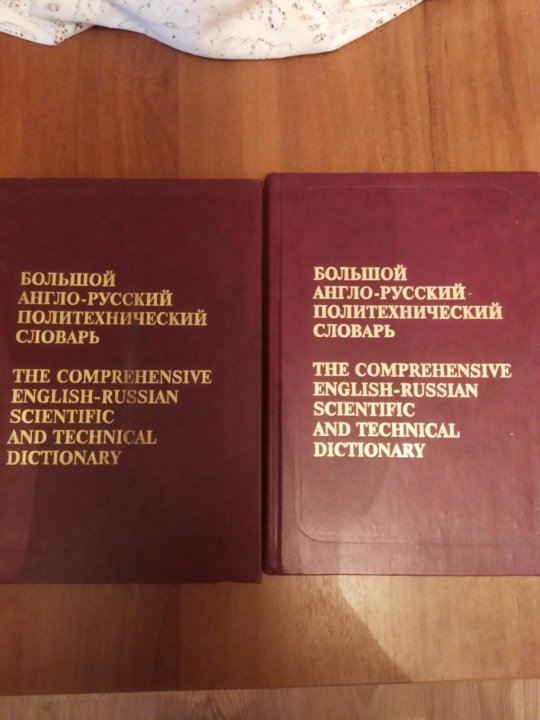 БОЛЬШОЙ
АНГЛО-РУССКИЙ
ПОЛИТЕХНИЧЕСКИЙ
СЛОВАРЬ
THE COMPREHENSIVE
ENGLISH-RUSSIAN
SCIENTIFIC
AND TECHNICAL
DICTIONARY
БОЛЬШОЙ
АНГЛО-РУССКИЙ
ПОЛИТЕХНИЧЕСКИЙ
СЛОВАРЬ
THE COMPREHENSIVE
ENGLISH-RUSSIAN
SCIENTIFIC
AND TECHNICAL
DICTIONARY